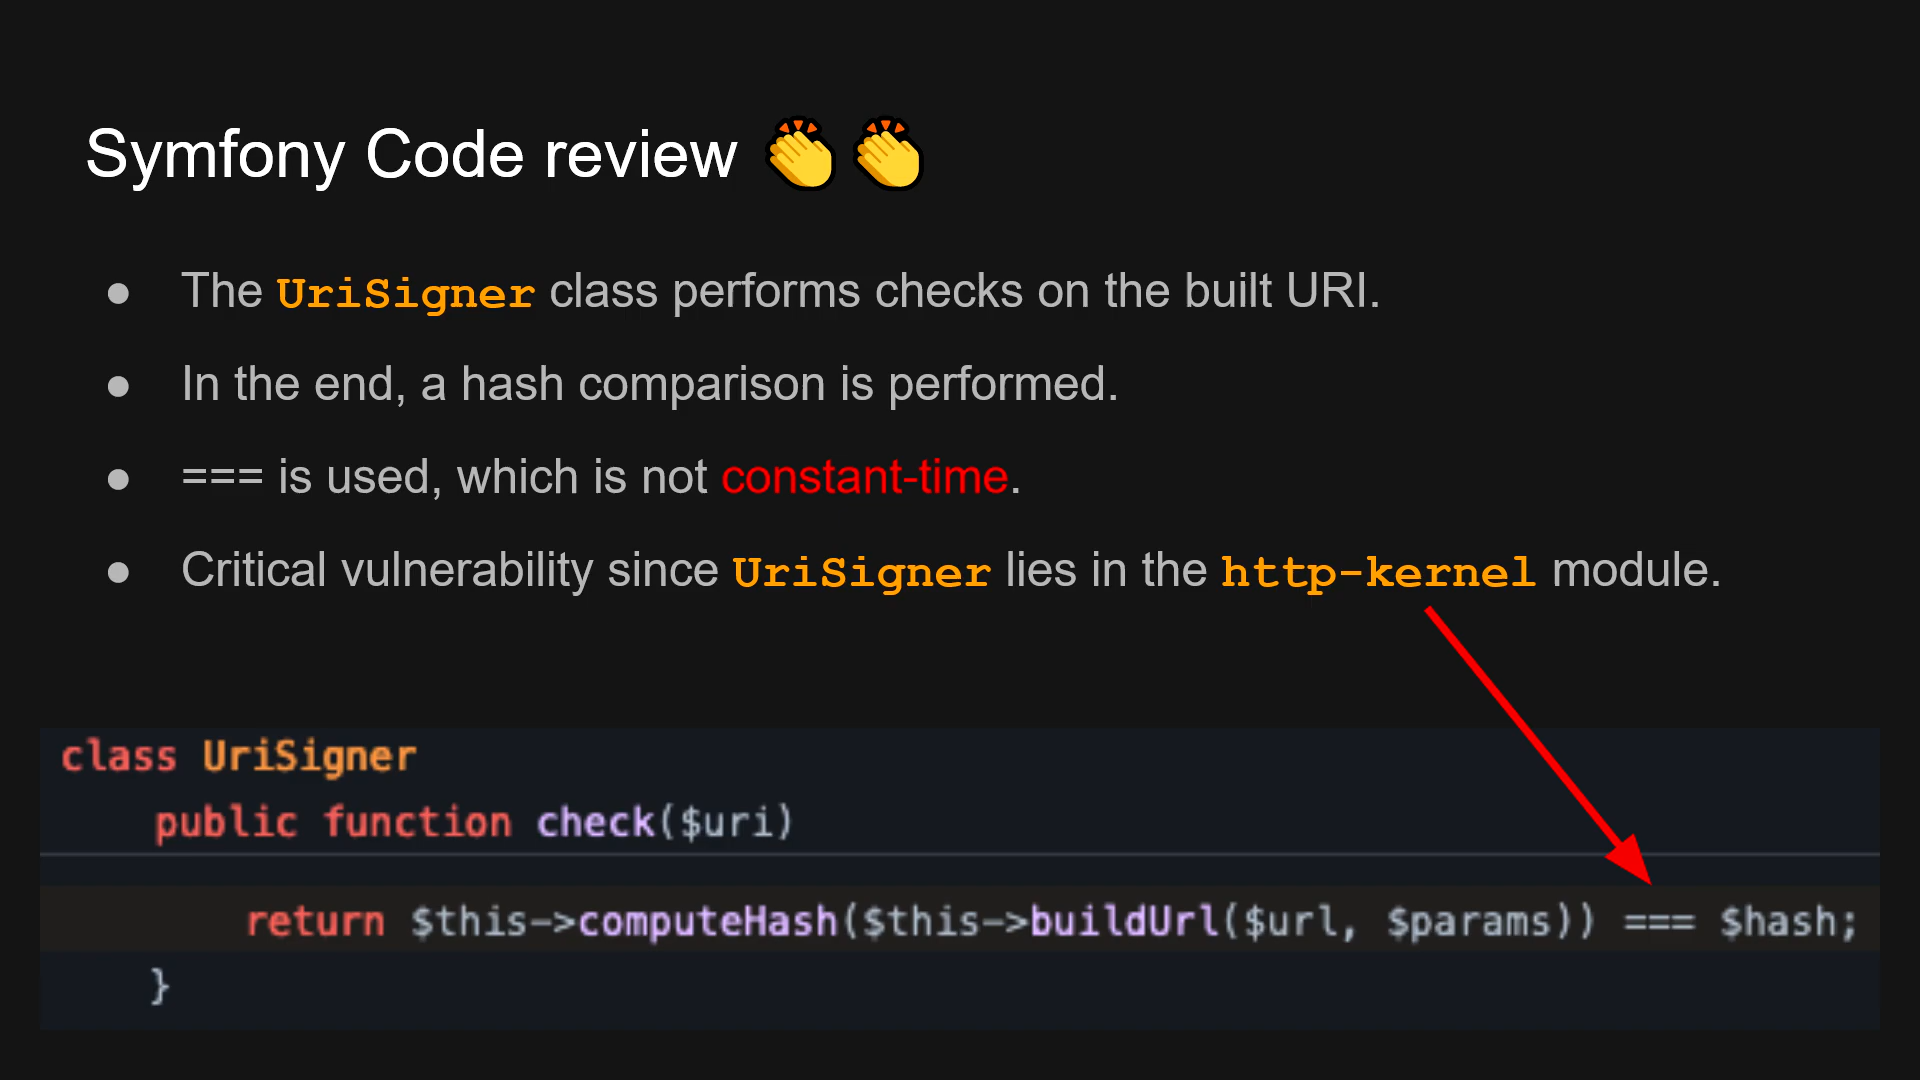 Symfony Code review 👏👏
● The UriSigner class performs checks on the built URI.
● In the end, a hash comparison is performed.
● === is used, which is not constant-time.
● Critical vulnerability since UriSigner lies in the http-kernel module.
class UriSigner
public function check($uri)
return $this->computeHash($this->buildUrl($url, $params)) === $hash;
}